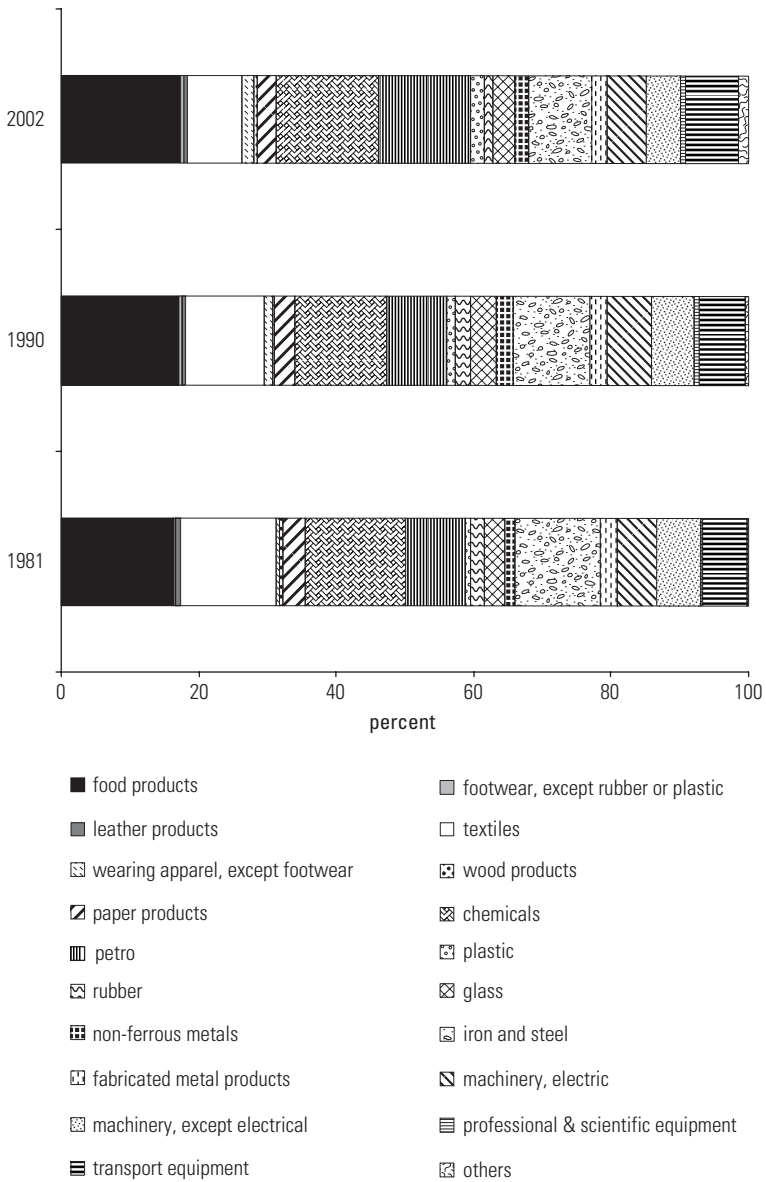 2002
1990
1981
0 20 40 60 80 100
percent
food products
footwear, except rubber or plastic
leather products
textiles
wearing apparel, except footwear
wood products
paper products
chemicals
petro
plastic
rubber
glass
non-ferrous metals
iron and steel
fabricated metal products
machinery, electric
machinery, except electrical
professional & scientific equipment
transport equipment
others